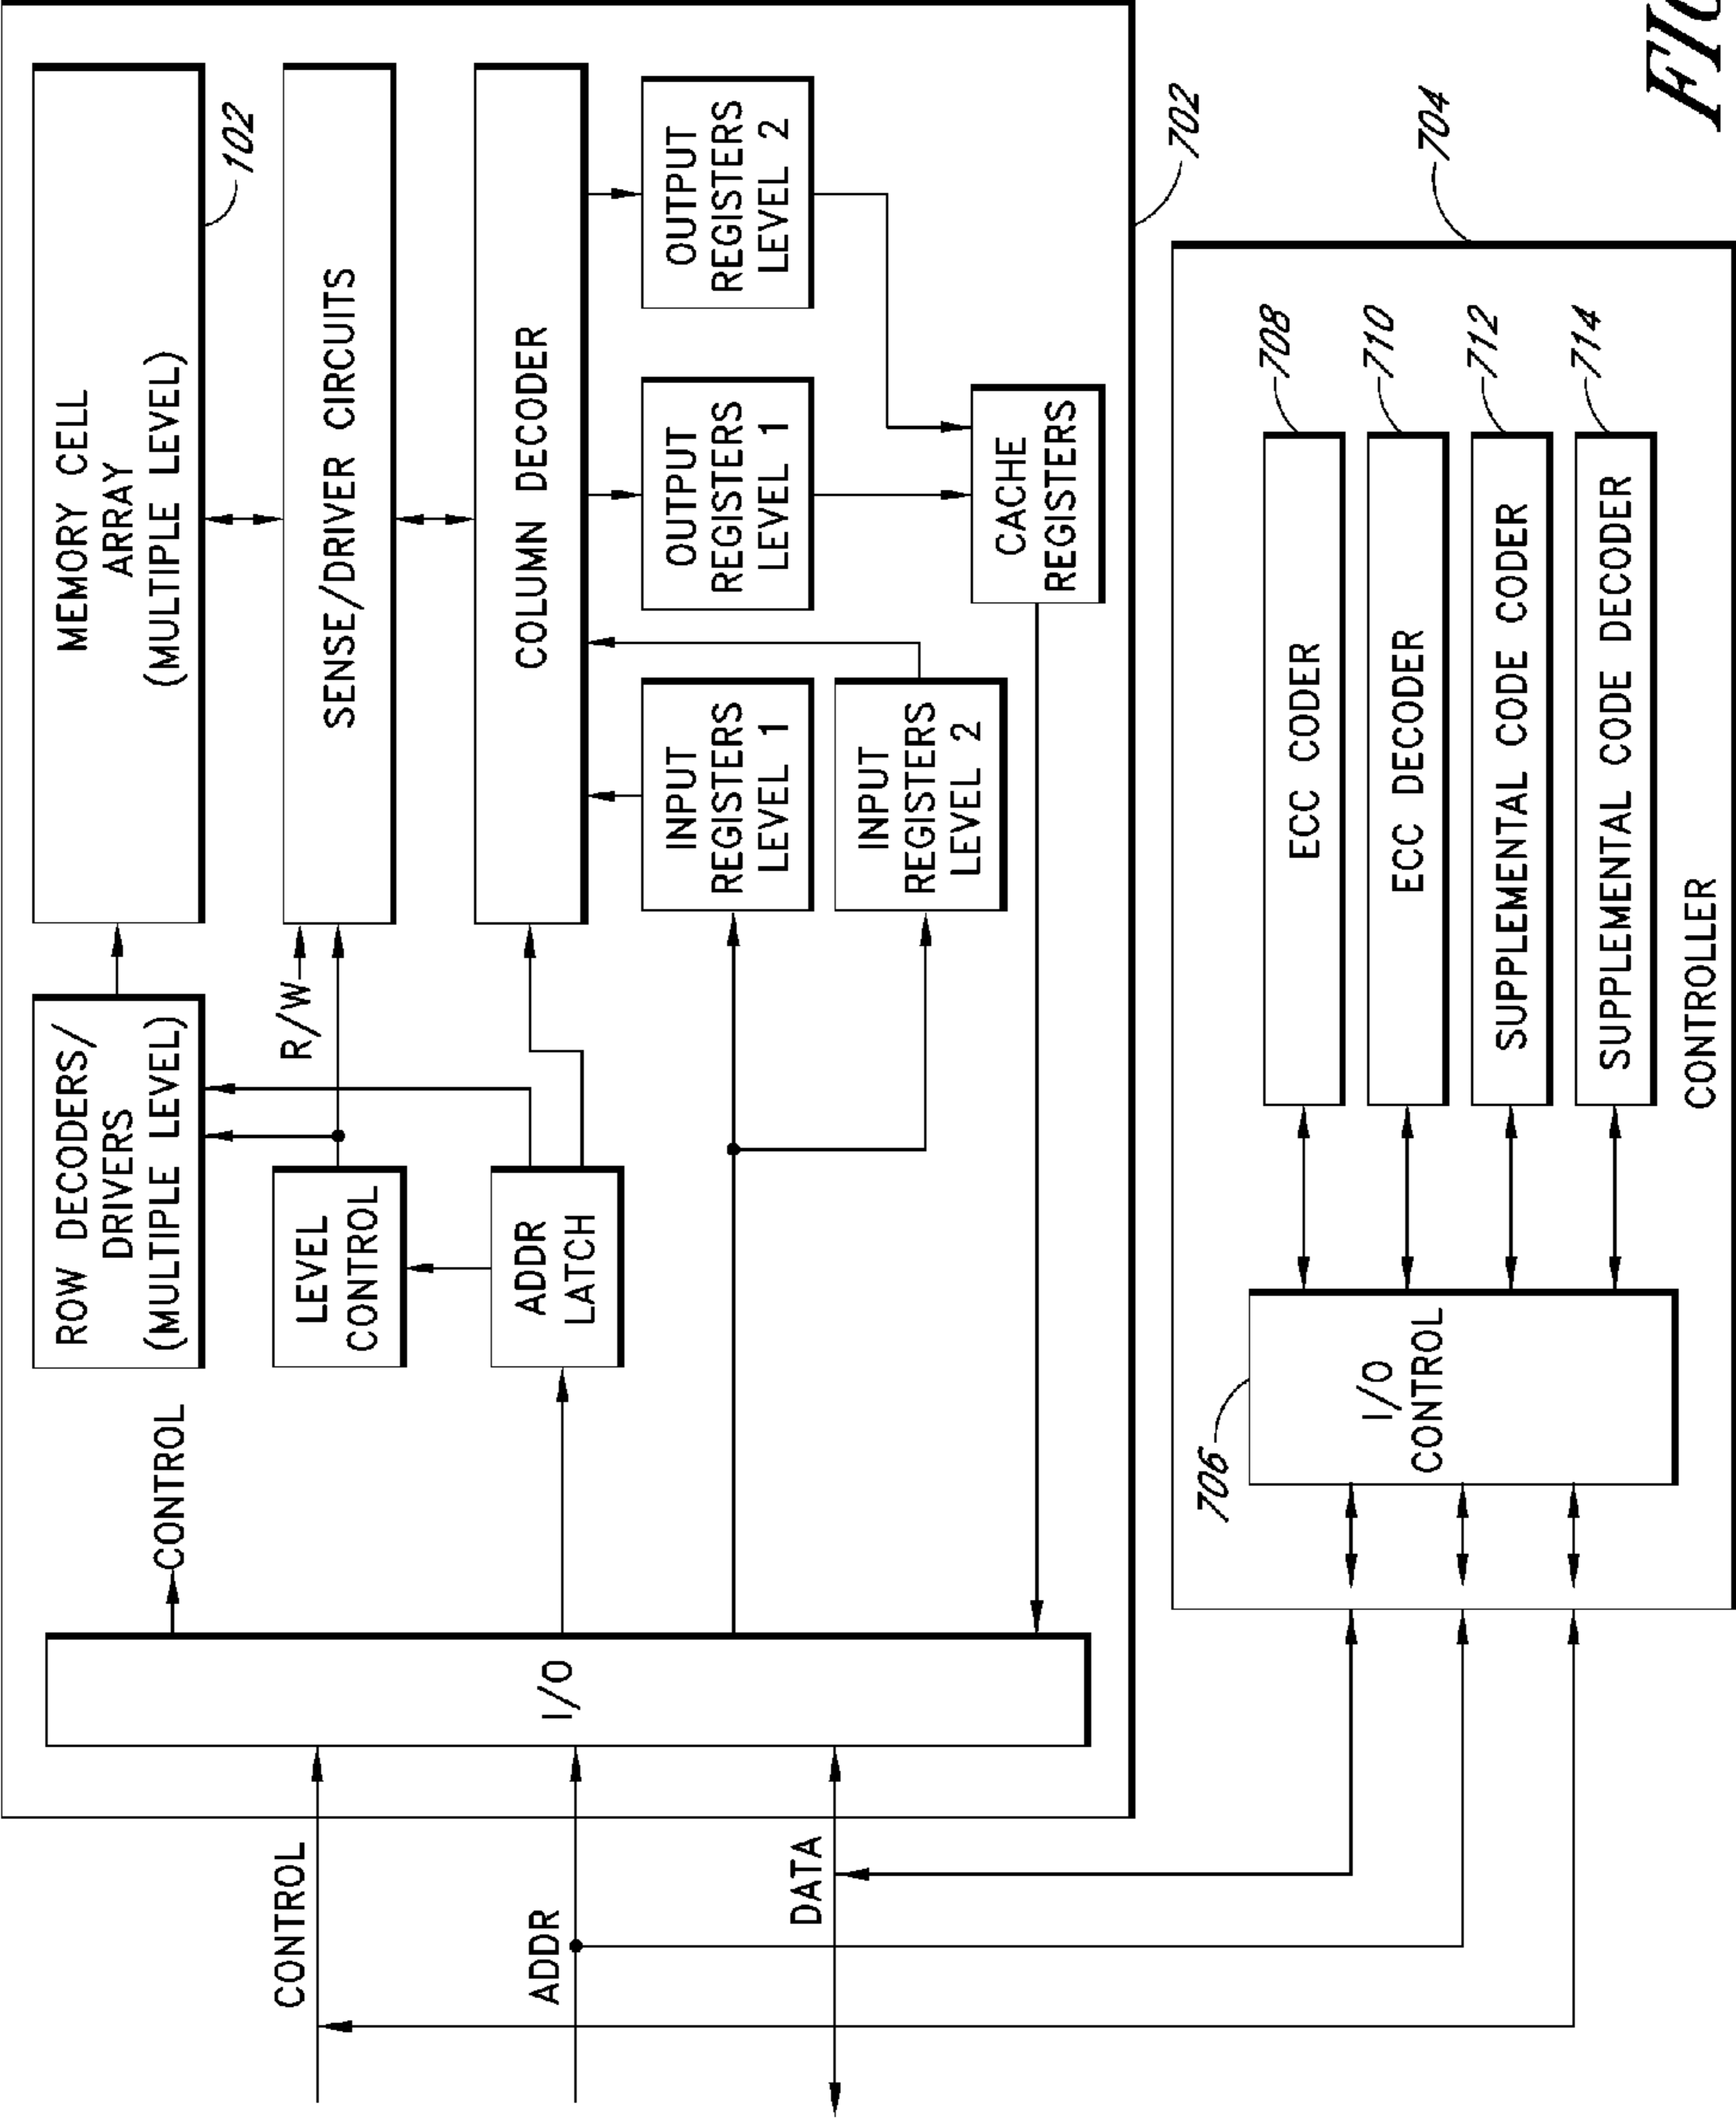 CONTROL
ROW DECODERS/
DRIVERS
(MULTIPLE LEVEL)
MEMORY CELL
ARRAY
(MULTIPLE LEVEL)
102
LEVEL
CONTROL
R/W
SENSE/DRIVER CIRCUITS
ADDR
LATCH
COLUMN DECODER
CONTROL
ADDR
DATA
I/O
INPUT
REGISTERS
LEVEL 1
OUTPUT
REGISTERS
LEVEL 1
OUTPUT
REGISTERS
LEVEL 2
INPUT
REGISTERS
LEVEL 2
CACHE
REGISTERS
702
704
706
I/O
CONTROL
ECC CODER
708
ECC DECODER
710
SUPPLEMENTAL CODE CODER
712
SUPPLEMENTAL CODE DECODER
714
CONTROLLER